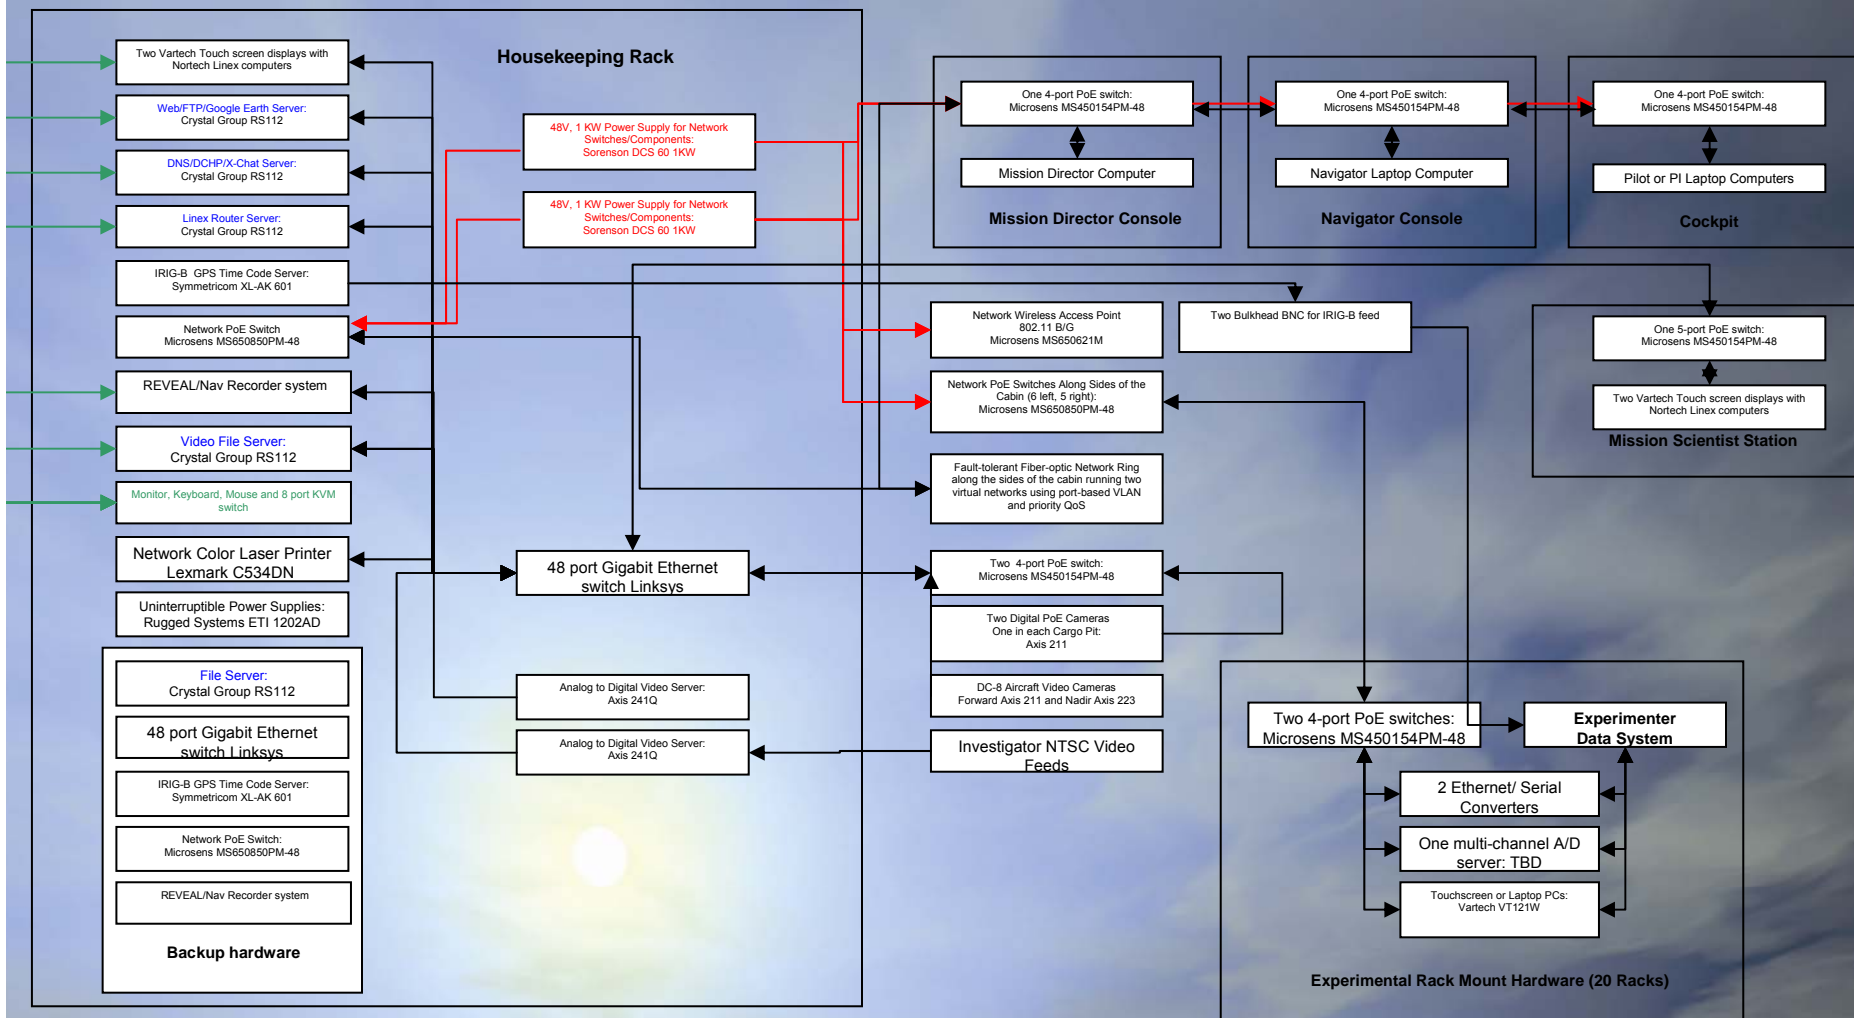 Housekeeping Rack
Two Vartech Touch screen displays with
Nortech Linex computers
Web/FTP/Google Earth Server:
Crystal Group RS112
DNS/DCHP/X-Chat Server:
Crystal Group RS112
Linex Router Server:
Crystal Group RS112
IRIG-B GPS Time Code Server:
Symmetricom XL-AK 601
Network PoE Switch
Microsens MS650850PM-48
REVEAL/Nav Recorder system
Video File Server:
Crystal Group RS112
Monitor, Keyboard, Mouse and 8 port KVM
switch
Network Color Laser Printer
Lexmark C534DN
Uninterruptible Power Supplies:
Rugged Systems ETI 1202AD
File Server:
Crystal Group RS112
48 port Gigabit Ethernet
switch Linksys
IRIG-B GPS Time Code Server:
Symmetricom XL-AK 601
Network PoE Switch:
Microsens MS650850PM-48
REVEAL/Nav Recorder system
Backup hardware
48V, 1 KW Power Supply for Network
Switches/Components:
Sorenson DCS 60 1KW
48V, 1 KW Power Supply for Network
Switches/Components:
Sorenson DCS 60 1KW
48 port Gigabit Ethernet
switch Linksys
Analog to Digital Video Server:
Axis 241Q
Analog to Digital Video Server:
Axis 241Q
One 4-port PoE switch:
Microsens MS450154PM-48
Mission Director Computer
Mission Director Console
One 4-port PoE switch:
Microsens MS450154PM-48
Navigator Laptop Computer
Navigator Console
One 4-port PoE switch:
Microsens MS450154PM-48
Pilot or PI Laptop Computers
Cockpit
Network Wireless Access Point
802.11 B/G
Microsens MS650621M
Two Bulkhead BNC for IRIG-B feed
One 5-port PoE switch:
Microsens MS450154PM-48
Two Vartech Touch screen displays with
Nortech Linex computers
Mission Scientist Station
Network PoE Switches Along Sides of the
Cabin (6 left, 5 right):
Microsens MS650850PM-48
Fault-tolerant Fiber-optic Network Ring
along the sides of the cabin running two
virtual networks using port-based VLAN
and priority QoS
Two 4-port PoE switch:
Microsens MS450154PM-48
Two Digital PoE Cameras
One in each Cargo Pit:
Axis 211
DC-8 Aircraft Video Cameras
Forward Axis 211 and Nadir Axis 223
Investigator NTSC Video
Feeds
Two 4-port PoE switches:
Microsens MS450154PM-48
Experimenter
Data System
2 Ethernet/ Serial
Converters
One multi-channel A/D
server: TBD
Touchscreen or Laptop PCs:
Vartech VT121W
Experimental Rack Mount Hardware (20 Racks)